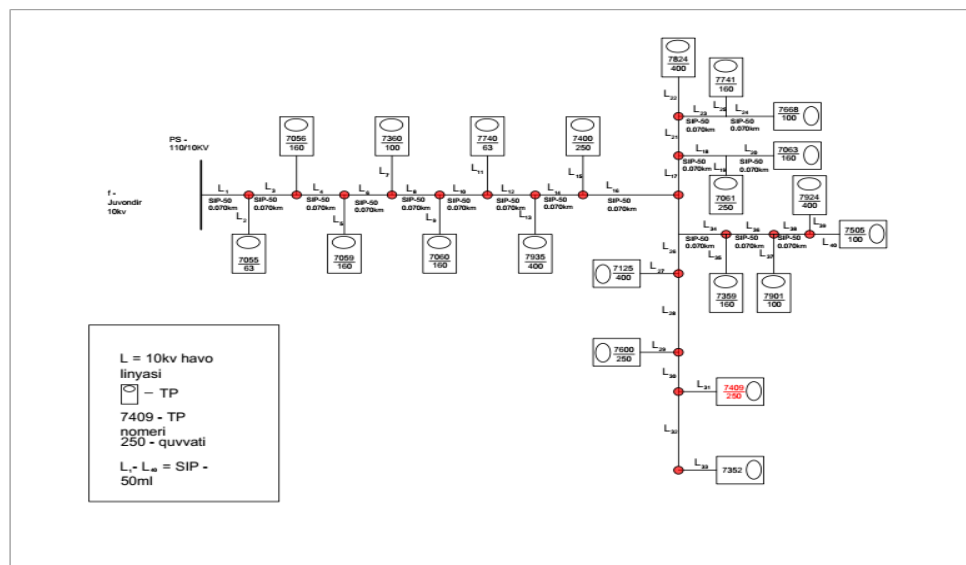 PS -
110/10KV
f -
Juvondir
10kv
7056
160
7360
100
7740
63
7400
250
7824
400
7741
160
7668
100
7063
160
7061
250
7924
400
7505
100
7055
63
7059
160
7060
160
7935
400
7125
400
7359
160
7901
100
7600
250
7409
250
7352
L₁
L₂
L₃
L₄
L₇
L₈
L₁₀
L₁₁
L₁₂
L₁₃
L₁₅
L₁₆
L₁₇
L₁₈
L₁₉
L₂₁
L₂₂
L₂₃
L₂₄
L₂₇
L₂₈
L₂₉
L₃₀
L₃₁
L₃₂
L₃₃
L₃₄
L₃₅
L₃₇
L₃₈
L₄₀
SIP-50
0.070km
SIP-50
0.070km
SIP-50
0.070km
SIP-50
0.070km
SIP-50
0.070km
SIP-50
0.070km
SIP-50
0.070km
SIP-50
0.070km
SIP-50
0.070km
SIP-50
0.070km
SIP-50
0.070km
SIP-50
0.070km
SIP-50
0.070km
SIP-50
0.070km
SIP-50
0.070km
SIP-50
0.070km
L = 10kv havo
linyasi
– TP
7409 - TP
nomeri
250 - quvvati
L₁- L₄₀ = SIP -
50ml